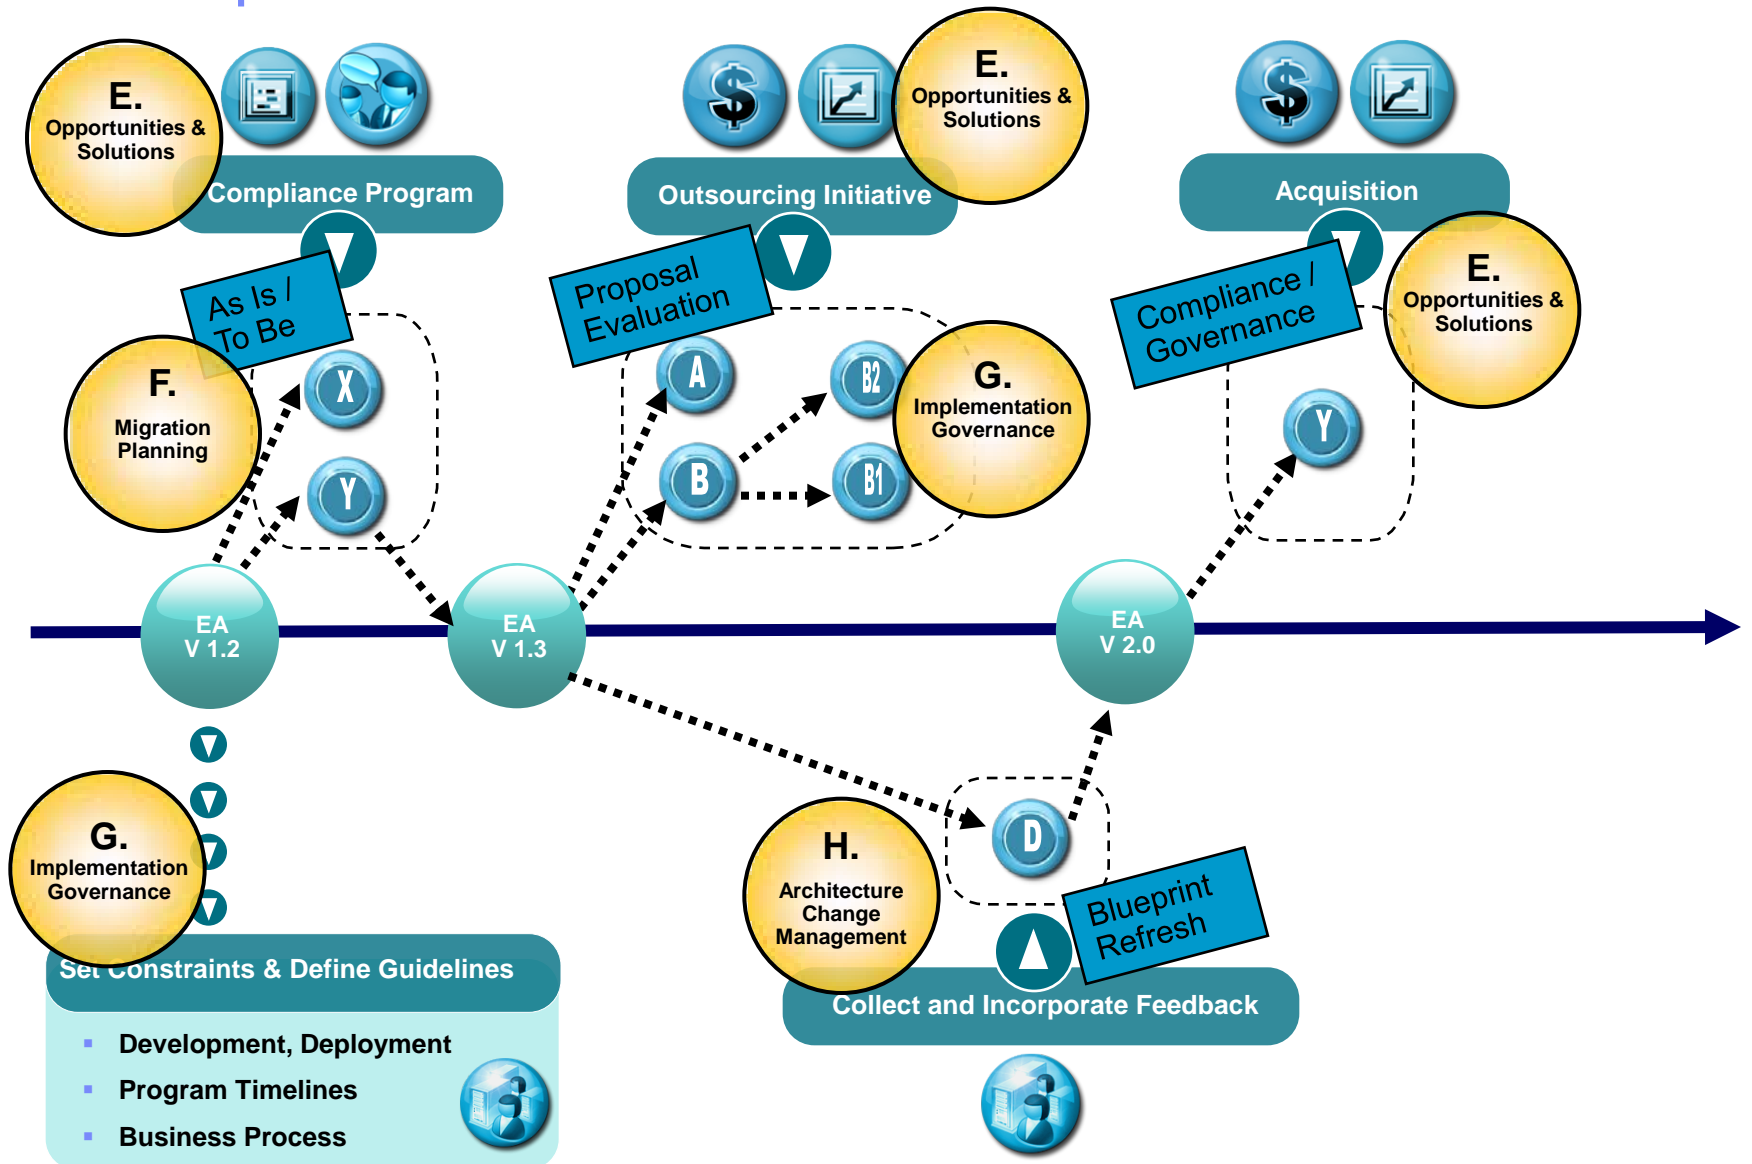 E.
Opportunities &
Solutions
Compliance Program
As Is /
To Be
F.
Migration
Planning
X
Y
$
Outsourcing Initiative
E.
Opportunities &
Solutions
Proposal
Evaluation
A
B
B2
B1
G.
Implementation
Governance
$
Acquisition
Compliance /
Governance
E.
Opportunities &
Solutions
Y
EA
V 1.2
EA
V 1.3
EA
V 2.0
G.
Implementation
Governance
Set Constraints & Define Guidelines
Development, Deployment
Program Timelines
Business Process
H.
Architecture
Change
Management
D
Blueprint
Refresh
Collect and Incorporate Feedback